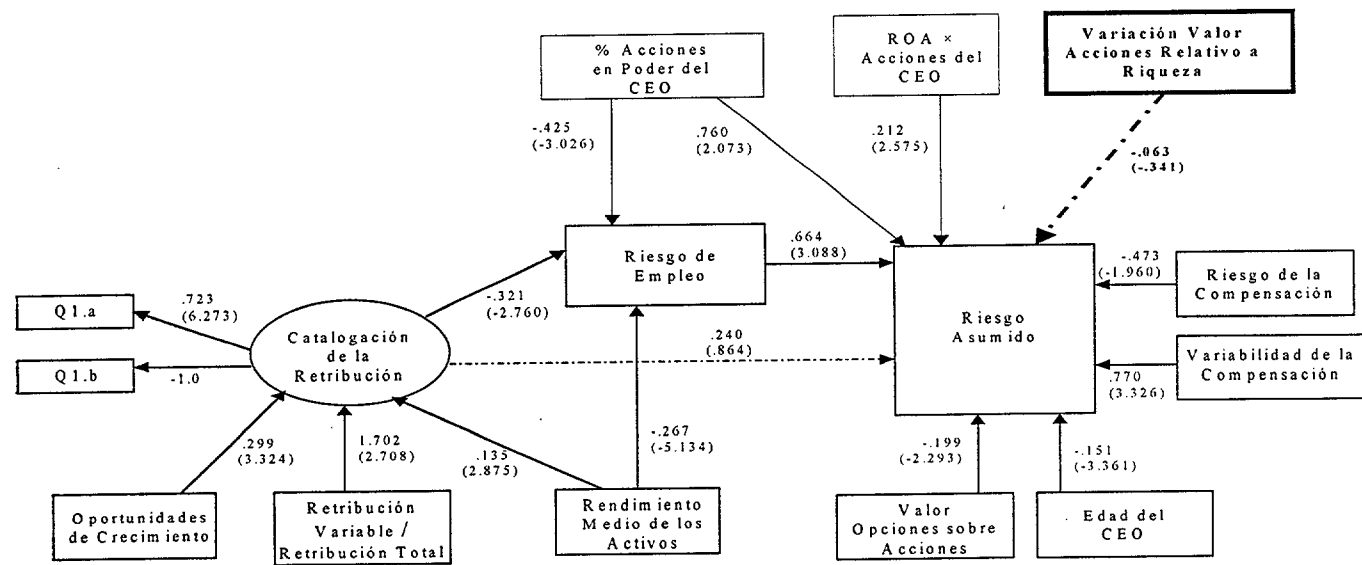 % Acciones
en Poder del
CEO
ROA ×
Acciones del
CEO
Variación Valor
Acciones Relativo a
Riqueza
-.425
(-3.026)
.760
(2.073)
.212
(2.575)
-.063
(-.341)
Riesgo de
Empleo
.664
(3.088)
Riesgo
Asumido
-.473
(-1.960)
Riesgo de la
Compensación
Q1.a
.723
(6.273)
-.321
(-2.760)
Catalogación
de la
Retribución
.240
(.864)
Q1.b
-1.0
.770
(3.326)
Variabilidad de la
Compensación
.299
(3.324)
1.702
(2.708)
.135
(2.875)
-.267
(-5.134)
-.199
(-2.293)
-.151
(-3.361)
Oportunidades
de Crecimiento
Retribución
Variable /
Retribución Total
Rendimiento
Medio de los
Activos
Valor
Opciones sobre
Acciones
Edad del
CEO